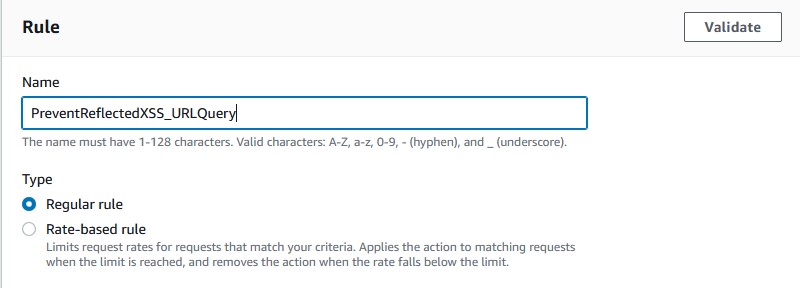 Rule
Validate
Name
PreventReflectedXSS_URLQuery
The name must have 1-128 characters. Valid characters: A-Z, a-z, 0-9, - (hyphen), and _ (underscore).
Type
Regular rule
Rate-based rule
Limits request rates for requests that match your criteria. Applies the action to matching requests
when the limit is reached, and removes the action when the rate falls below the limit.